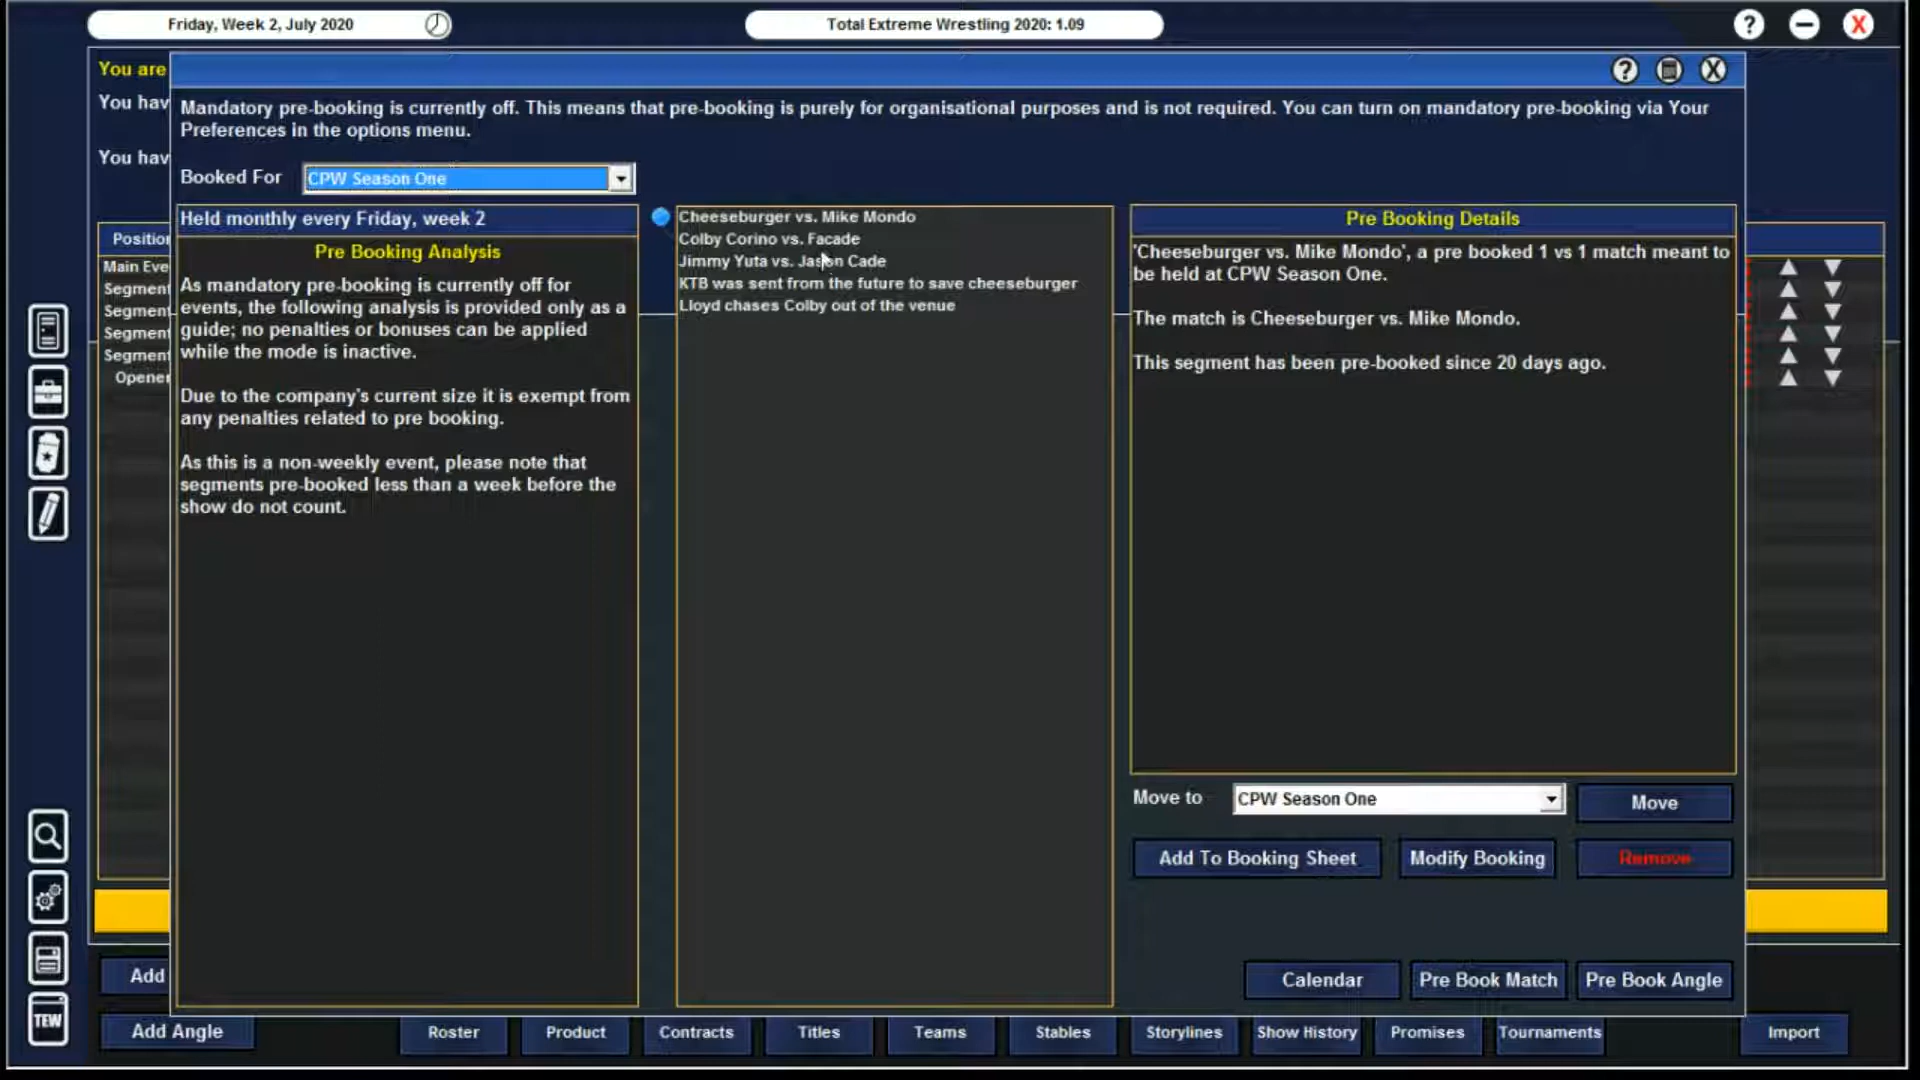 Friday, Week 2, July 2020
Total Extreme Wrestling 2020: 1.09
? X
You are
? X
You hav
Mandatory pre-booking is currently off. This means that pre-booking is purely for organisational purposes and is not required. You can turn on mandatory pre-booking via Your
Preferences in the options menu.
You hav
Booked For CPW Season One
Held monthly every Friday, week 2
Pre Booking Analysis
As mandatory pre-booking is currently off for
events, the following analysis is provided only as a
guide; no penalties or bonuses can be applied
while the mode is inactive.
Due to the company's current size it is exempt from
any penalties related to pre booking.
As this is a non-weekly event, please note that
segments pre-booked less than a week before the
show do not count.
Cheeseburger vs. Mike Mondo
Colby Corino vs. Facade
Jimmy Yuta vs. Jason Cade
KTB was sent from the future to save cheeseburger
Lloyd chases Colby out of the venue
Pre Booking Details
'Cheeseburger vs. Mike Mondo', a pre booked 1 vs 1 match meant to
be held at CPW Season One.
The match is Cheeseburger vs. Mike Mondo.
This segment has been pre-booked since 20 days ago.
Position
Main Eve
Segment
Segment
Segment
Segment
Opener
Move to CPW Season One Move
Add To Booking Sheet Modify Booking Remove
Calendar Pre Book Match Pre Book Angle
Add
TEW
Add Angle Roster Product Contracts Titles Teams Stables Storylines Show History Promises Tournaments Import